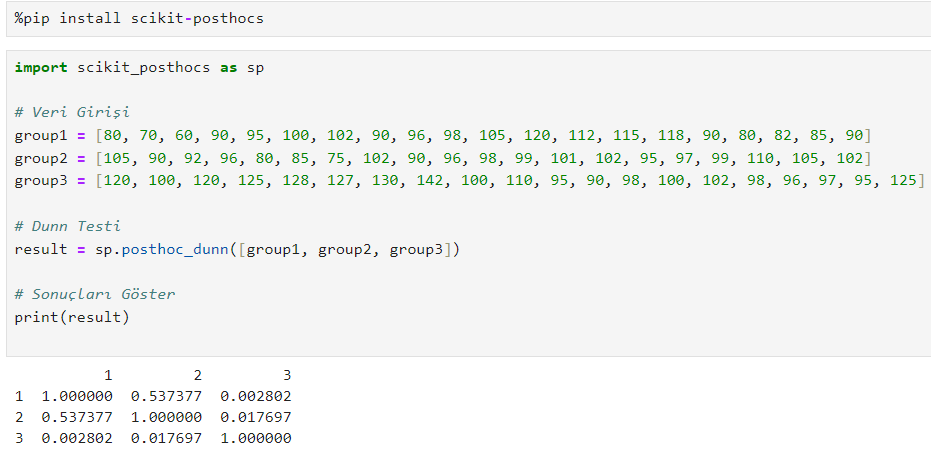 %pip install scikit-posthocs
import scikit_posthocs as sp
# Veri Girişi
group1 = [80, 70, 60, 90, 95, 100, 102, 90, 96, 98, 105, 120, 112, 115, 118, 90, 80, 82, 85, 90]
group2 = [105, 90, 92, 96, 80, 85, 75, 102, 90, 96, 98, 99, 101, 102, 95, 97, 99, 110, 105, 102]
group3 = [120, 100, 120, 125, 128, 127, 130, 142, 100, 110, 95, 90, 98, 100, 102, 98, 96, 97, 95, 125]
# Dunn Testi
result = sp.posthoc_dunn([group1, group2, group3])
# Sonuçları Göster
print(result)
1 2 3
1 1.000000 0.537377 0.002802
2 0.537377 1.000000 0.017697
3 0.002802 0.017697 1.000000